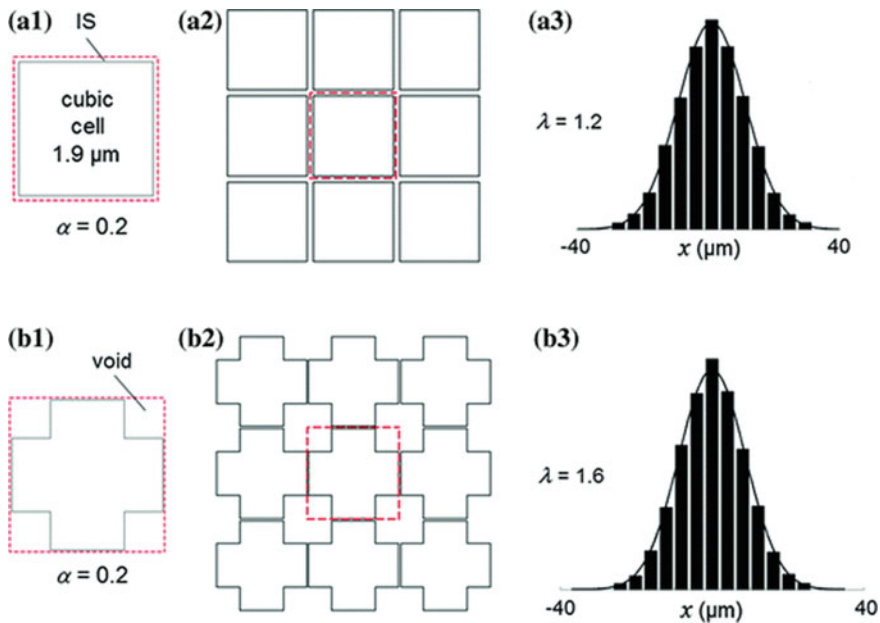 (a1)
IS
cubic
cell
1.9 µm
α = 0.2
(a2)
(a3)
λ = 1.2
-40
x (µm)
40
(b1)
void
α = 0.2
(b2)
(b3)
λ = 1.6
-40
x (µm)
40